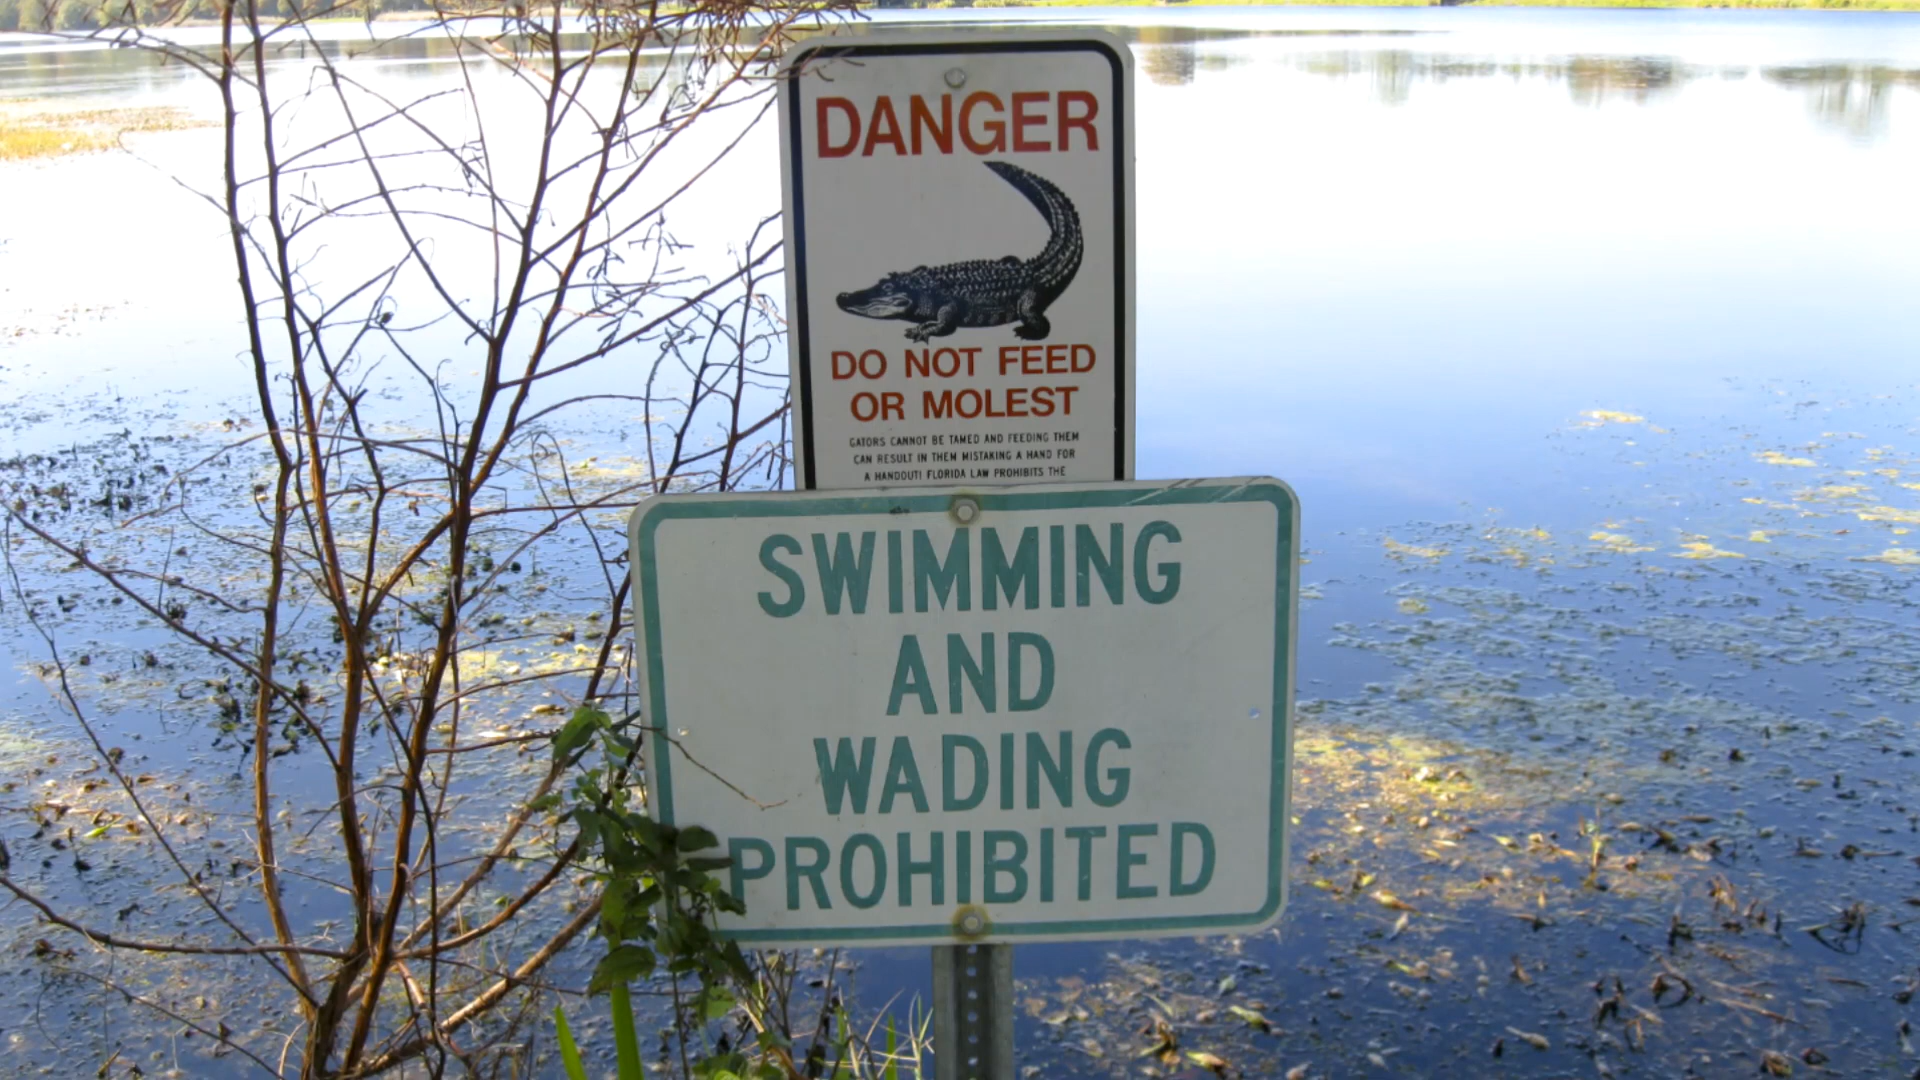 DANGER
DO NOT FEED
OR MOLEST
GATORS CANNOT BE TAMED AND FEEDING THEM
CAN RESULT IN THEM MISTAKING A HAND FOR
A HANDOUT! FLORIDA LAW PROHIBITS THE
SWIMMING
AND
WADING
PROHIBITED